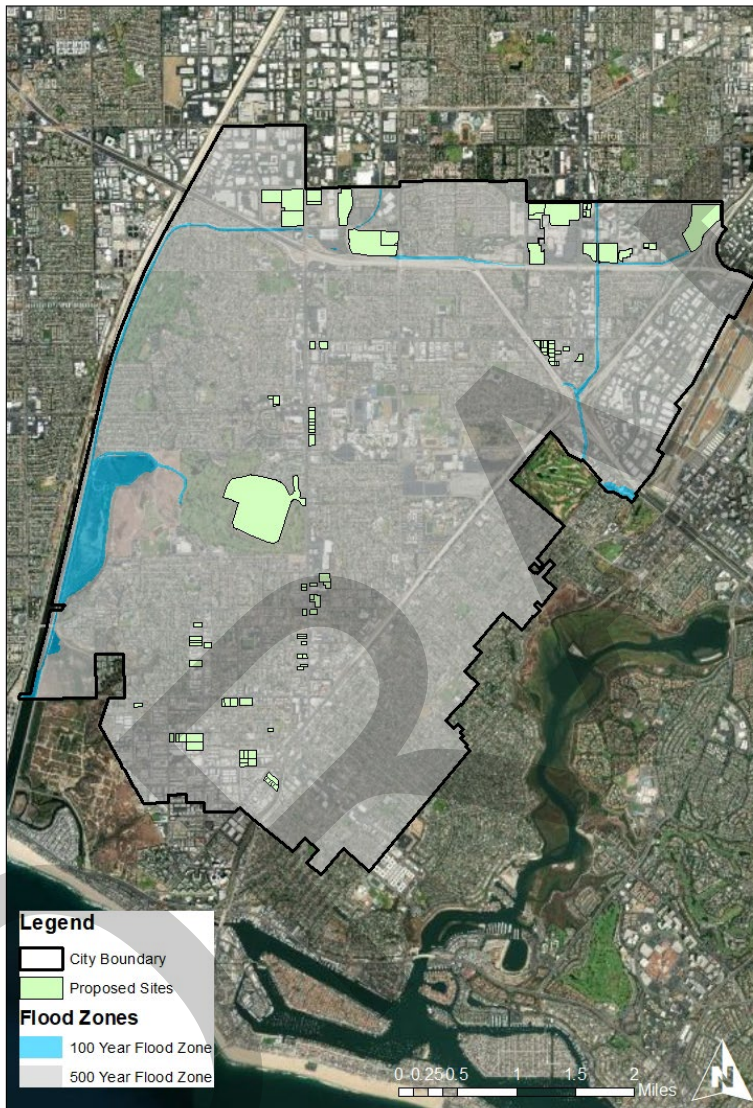 Legend
City Boundary
Proposed Sites
Flood Zones
100 Year Flood Zone
500 Year Flood Zone
0 0.25 0.5 1 1.5 2
Miles
N